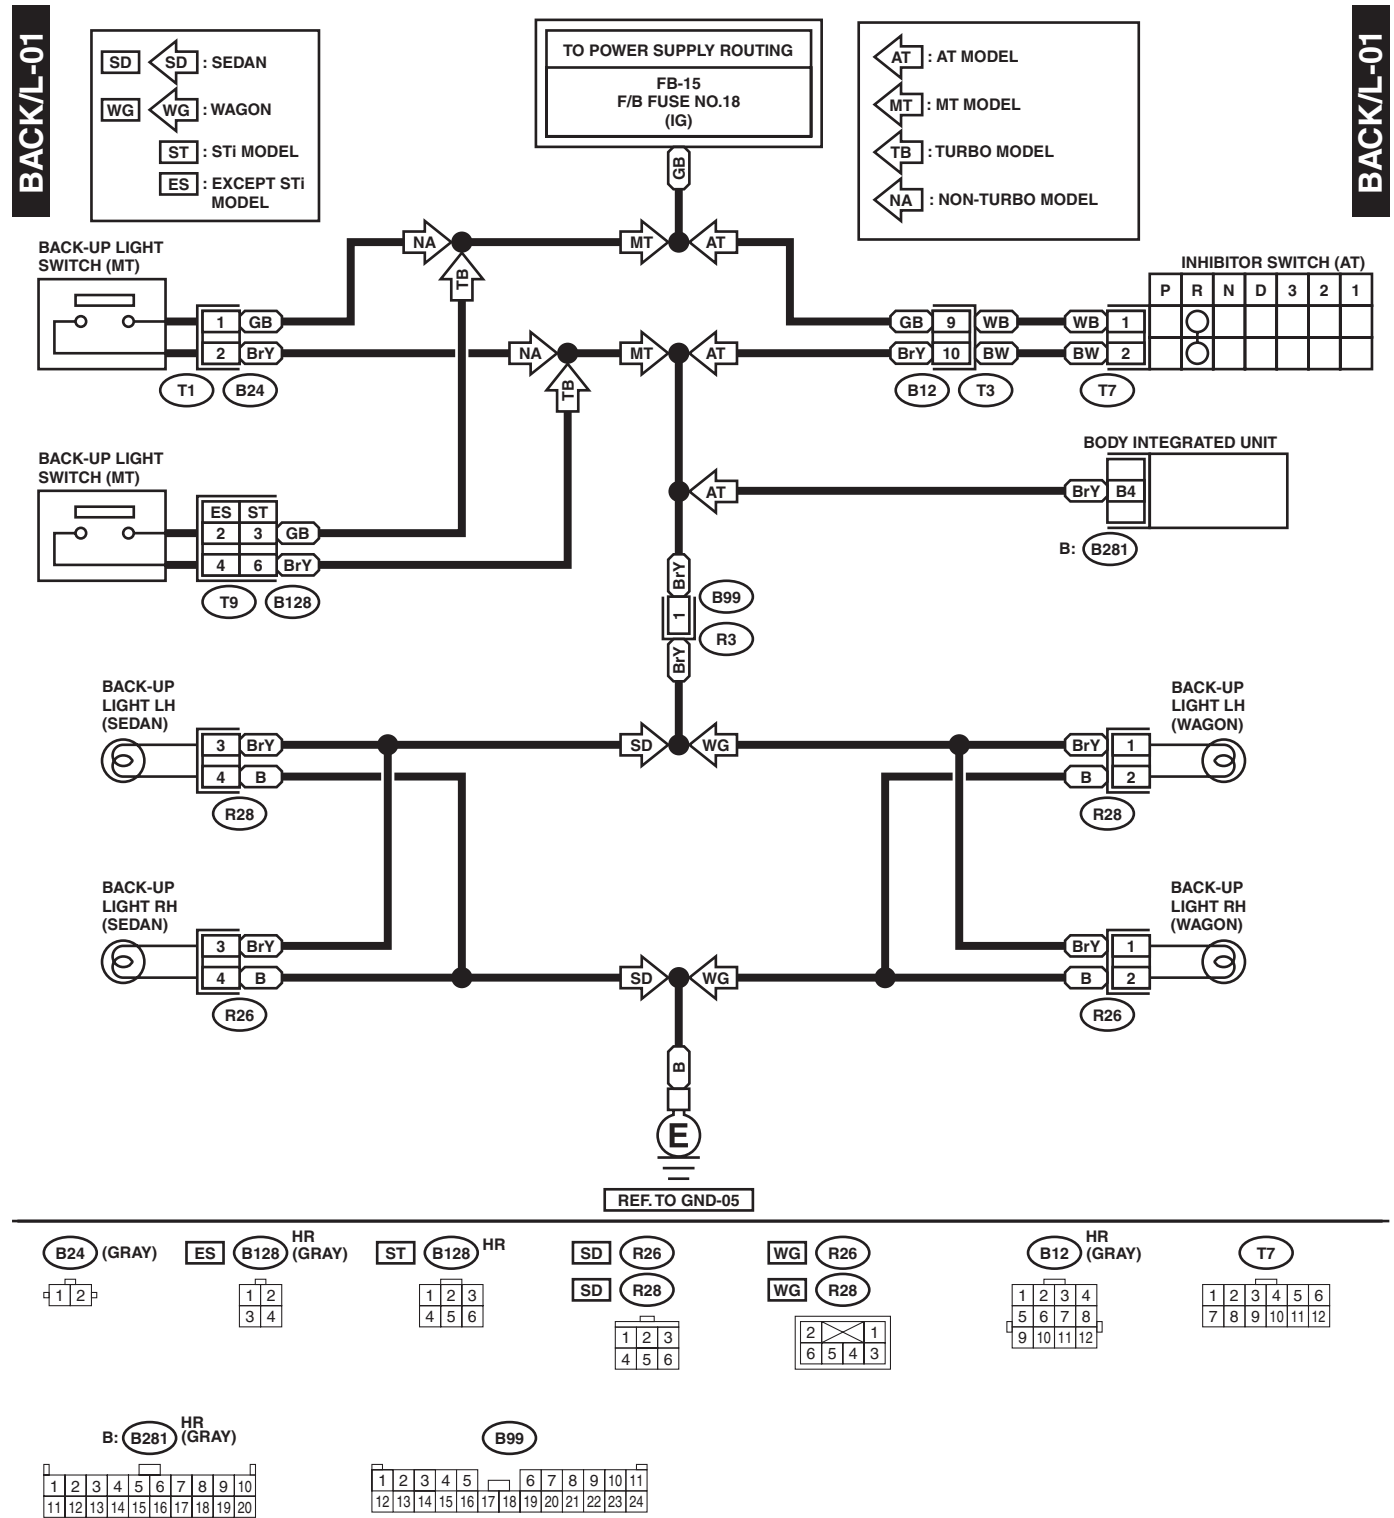 BACK/L-01
BACK/L-01
SD SD : SEDAN
WG WG : WAGON
ST : STi MODEL
ES : EXCEPT STi
MODEL
TO POWER SUPPLY ROUTING
FB-15
F/B FUSE NO.18
(IG)
GB
AT : AT MODEL
MT : MT MODEL
TB : TURBO MODEL
NA : NON-TURBO MODEL
BACK-UP LIGHT
SWITCH (MT)
NA
TB
MT
AT
1 GB
2 BrY
T1 B24
NA
TB
MT
AT
INHIBITOR SWITCH (AT)
P R N D 3 2 1
GB 9 WB WB 1
BrY 10 BW BW 2
B12 T3 T7
BACK-UP LIGHT
SWITCH (MT)
ES ST
2 3 GB
4 6 BrY
T9 B128
BODY INTEGRATED UNIT
AT BrY B4
B: B281
BrY
B99
1
R3
BrY
BACK-UP
LIGHT LH
(SEDAN)
3 BrY
4 B
R28
SD
WG
BACK-UP
LIGHT LH
(WAGON)
BrY 1
B 2
R28
BACK-UP
LIGHT RH
(SEDAN)
3 BrY
4 B
R26
SD
WG
BACK-UP
LIGHT RH
(WAGON)
BrY 1
B 2
R26
B
E
REF. TO GND-05
B24 (GRAY)
1 2
ES B128 HR
(GRAY)
1 2
3 4
ST B128 HR
1 2 3
4 5 6
SD R26
SD R28
1 2 3
4 5 6
WG R26
WG R28
2 1
6 5 4 3
B12 HR
(GRAY)
1 2 3 4
5 6 7 8
9 10 11 12
T7
1 2 3 4 5 6
7 8 9 10 11 12
B: B281 HR
(GRAY)
1 2 3 4 5 6 7 8 9 10
11 12 13 14 15 16 17 18 19 20
B99
1 2 3 4 5 6 7 8 9 10 11
12 13 14 15 16 17 18 19 20 21 22 23 24